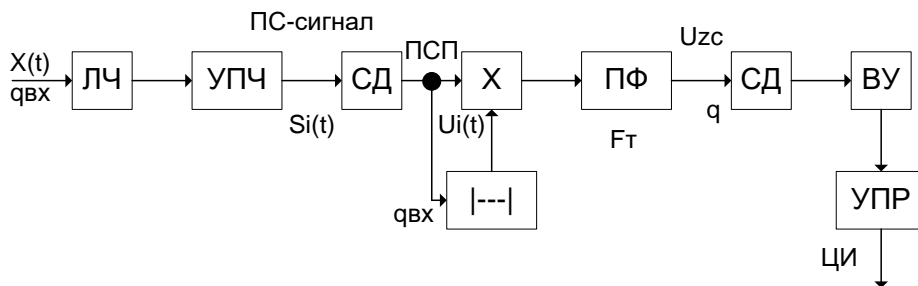 ПС-сигнал
X(t)
qвх
ЛЧ
УПЧ
Si(t)
СД
ПСП
X
Ui(t)
qвх
|---|
ПФ
Fт
Uzc
q
СД
ВУ
УПР
ЦИ